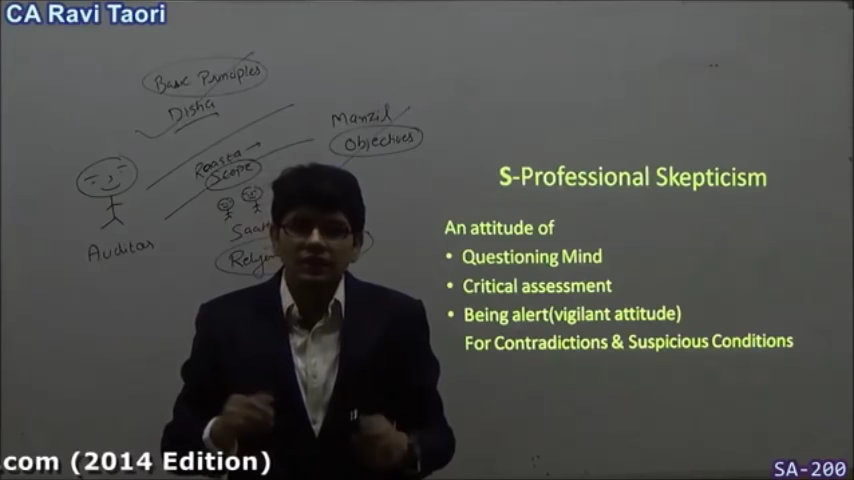 CA Ravi Taori
Basic Principles
Disha
Manzil
Objectives
Raasta
Scope
Auditor
S-Professional Skepticism
An attitude of
• Questioning Mind
• Critical assessment
• Being alert(vigilant attitude)
For Contradictions & Suspicious Conditions
.com (2014 Edition)
SA-200